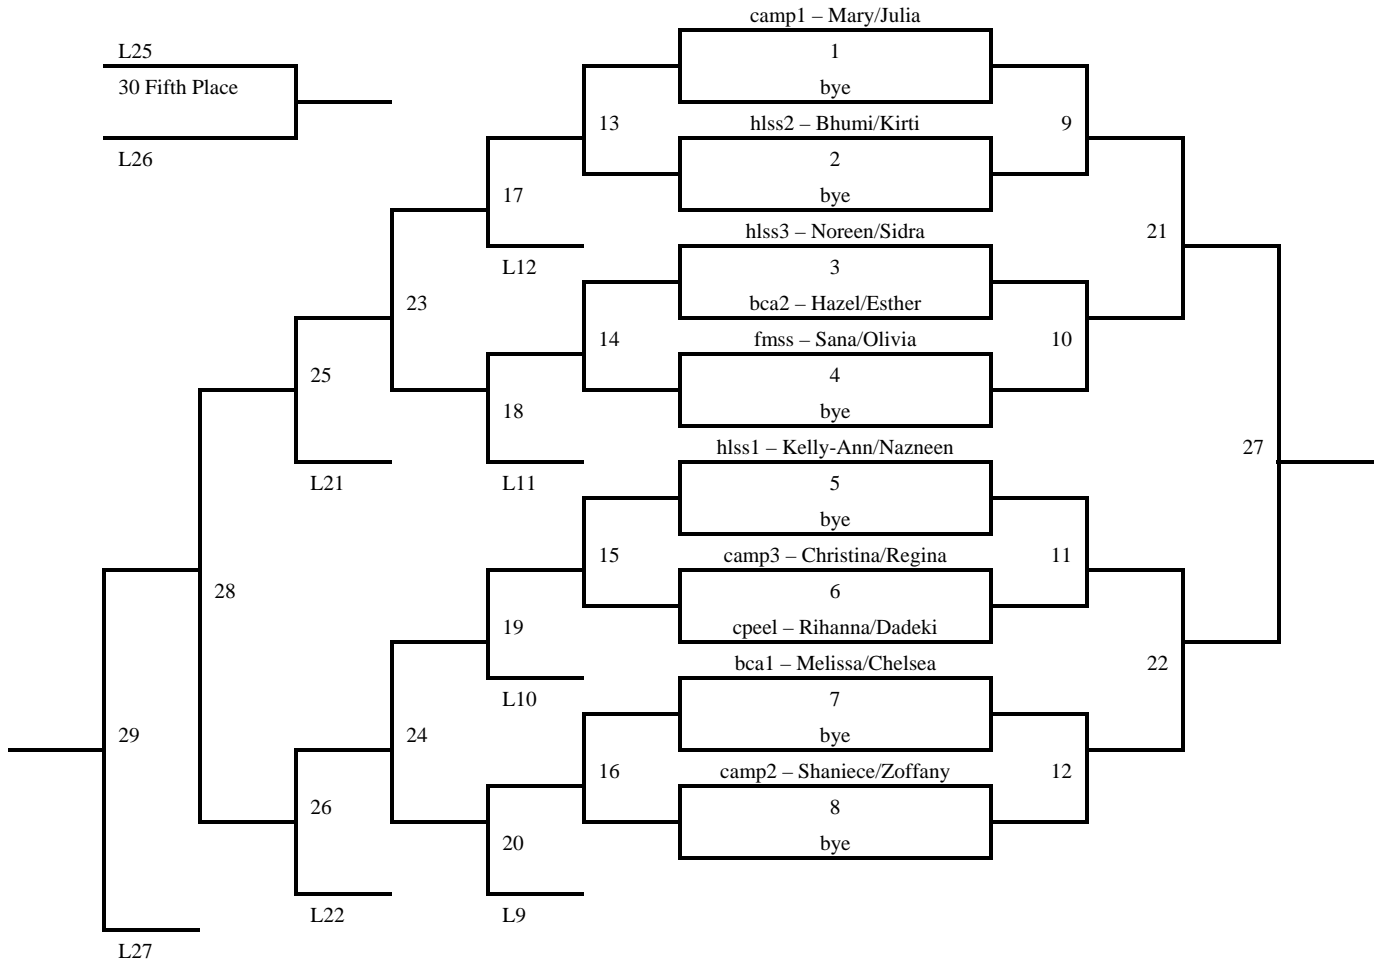 camp1 – Mary/Julia
L25
1
30 Fifth Place
bye
13
hlss2 – Bhumi/Kirti
9
L26
2
17
bye
hlss3 – Noreen/Sidra
21
L12
3
23
bca2 – Hazel/Esther
14
fmss – Sana/Olivia
10
25
4
18
bye
hlss1 – Kelly-Ann/Nazneen
27
L21
L11
5
bye
15
camp3 – Christina/Regina
11
28
6
19
cpeel – Rihanna/Dadeki
bca1 – Melissa/Chelsea
22
L10
7
29
24
bye
16
camp2 – Shaniece/Zoffany
12
26
8
20
bye
L22
L9
L27